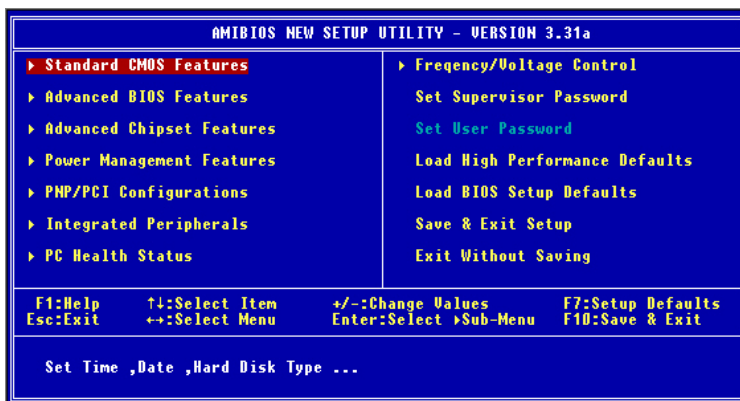 AMIBIOS NEW SETUP UTILITY - VERSION 3.31a
▸ Standard CMOS Features
▸ Advanced BIOS Features
▸ Advanced Chipset Features
▸ Power Management Features
▸ PNP/PCI Configurations
▸ Integrated Peripherals
▸ PC Health Status
▸ Freqency/Voltage Control
Set Supervisor Password
Set User Password
Load High Performance Defaults
Load BIOS Setup Defaults
Save & Exit Setup
Exit Without Saving
F1:Help ↑↓:Select Item +/-:Change Values F7:Setup Defaults
Esc:Exit ↔:Select Menu Enter:Select ▸Sub-Menu F10:Save & Exit
Set Time ,Date ,Hard Disk Type ...